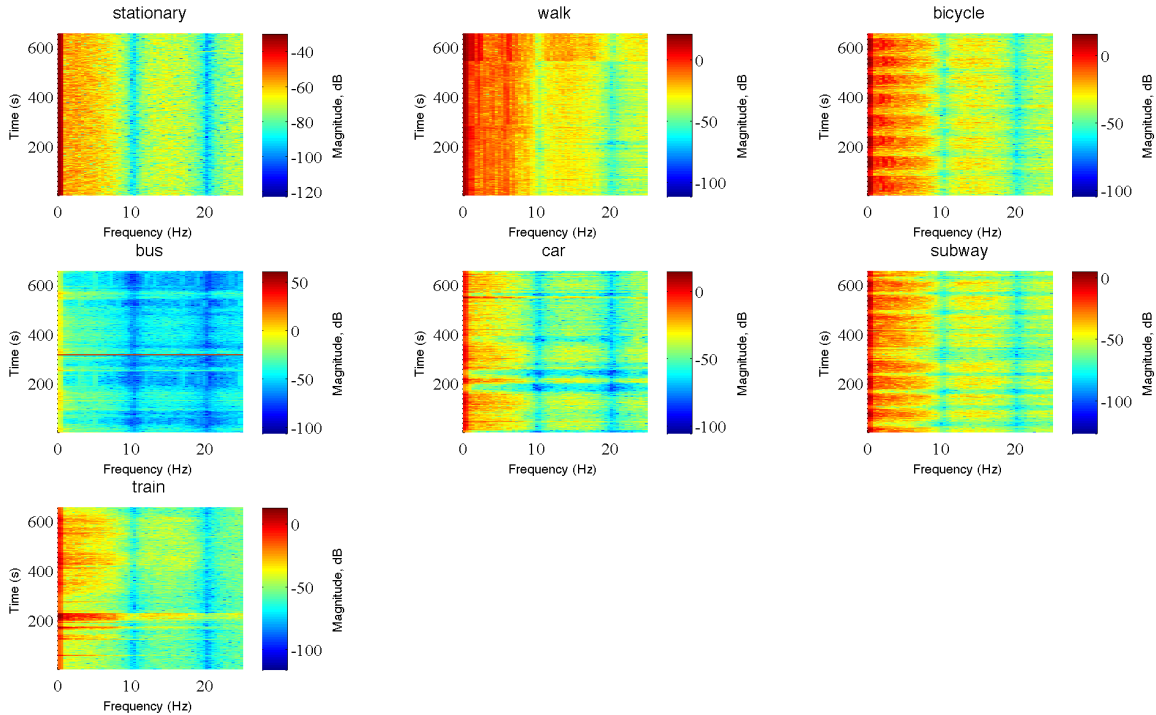 stationary
600
400
200
Time (s)
0
10
20
Frequency (Hz)
-40
-60
-80
-100
-120
Magnitude, dB
walk
600
400
200
Time (s)
0
10
20
Frequency (Hz)
0
-50
-100
Magnitude, dB
bicycle
600
400
200
Time (s)
0
10
20
Frequency (Hz)
0
-50
-100
Magnitude, dB
bus
600
400
200
Time (s)
0
10
20
Frequency (Hz)
50
0
-50
-100
Magnitude, dB
car
600
400
200
Time (s)
0
10
20
Frequency (Hz)
0
-50
-100
Magnitude, dB
subway
600
400
200
Time (s)
0
10
20
Frequency (Hz)
0
-50
-100
Magnitude, dB
train
600
400
200
Time (s)
0
10
20
Frequency (Hz)
0
-50
-100
Magnitude, dB